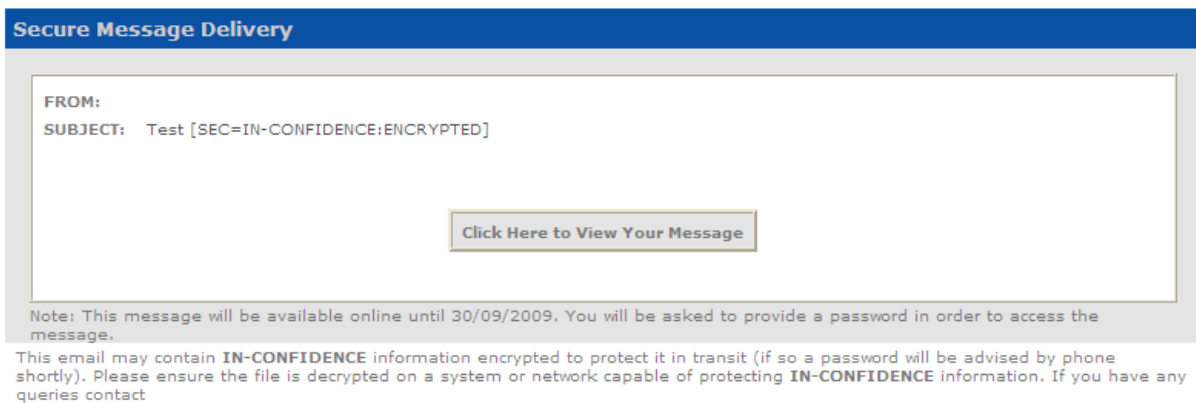 Secure Message Delivery
FROM:
SUBJECT: Test [SEC=IN-CONFIDENCE:ENCRYPTED]
Click Here to View Your Message
Note: This message will be available online until 30/09/2009. You will be asked to provide a password in order to access the
message.
This email may contain IN-CONFIDENCE information encrypted to protect it in transit (if so a password will be advised by phone
shortly). Please ensure the file is decrypted on a system or network capable of protecting IN-CONFIDENCE information. If you have any
queries contact